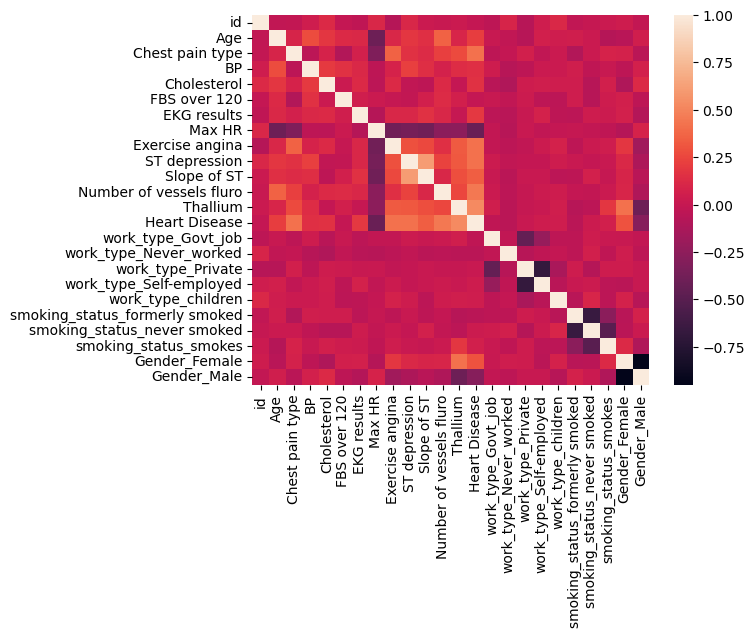 id
Age
Chest pain type
BP
Cholesterol
FBS over 120
EKG results
Max HR
Exercise angina
ST depression
Slope of ST
Number of vessels fluro
Thallium
Heart Disease
work_type_Govt_job
work_type_Never_worked
work_type_Private
work_type_Self-employed
work_type_children
smoking_status_formerly smoked
smoking_status_never smoked
smoking_status_smokes
Gender_Female
Gender_Male
id
Age
Chest pain type
BP
Cholesterol
FBS over 120
EKG results
Max HR
Exercise angina
ST depression
Slope of ST
Number of vessels fluro
Thallium
Heart Disease
work_type_Govt_job
work_type_Never_worked
work_type_Private
work_type_Self-employed
work_type_children
smoking_status_formerly smoked
smoking_status_never smoked
smoking_status_smokes
Gender_Female
Gender_Male
1.00
0.75
0.50
0.25
0.00
−0.25
−0.50
−0.75